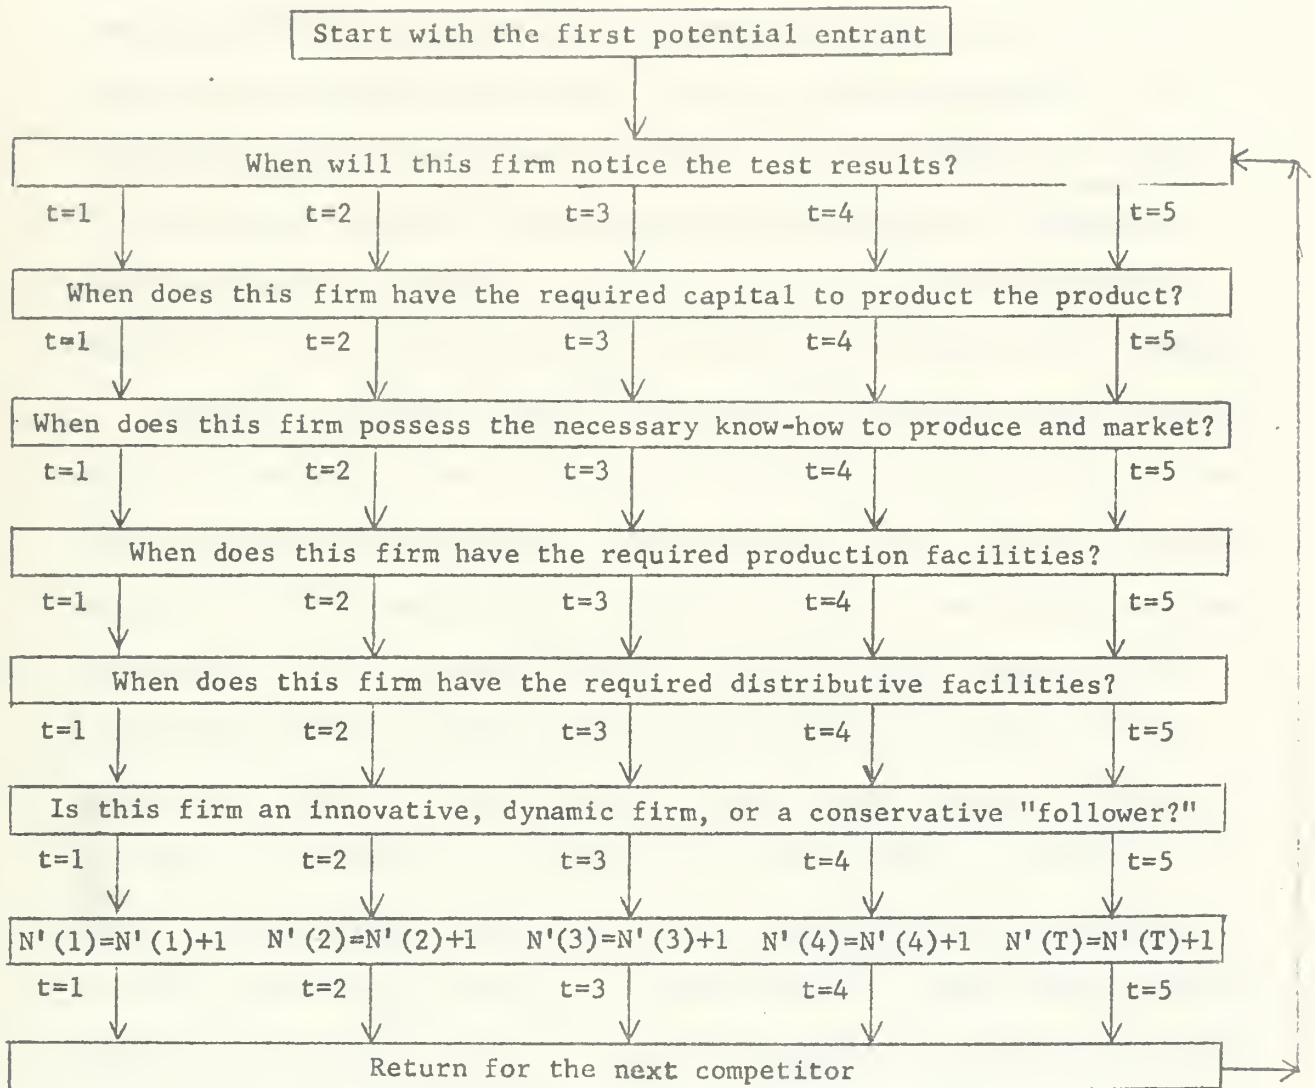 Start with the first potential entrant
When will this firm notice the test results?
t=1 t=2 t=3 t=4 t=5
When does this firm have the required capital to product the product?
t=1 t=2 t=3 t=4 t=5
When does this firm possess the necessary know-how to produce and market?
t=1 t=2 t=3 t=4 t=5
When does this firm have the required production facilities?
t=1 t=2 t=3 t=4 t=5
When does this firm have the required distributive facilities?
t=1 t=2 t=3 t=4 t=5
Is this firm an innovative, dynamic firm, or a conservative "follower?"
t=1 t=2 t=3 t=4 t=5
N'(1)=N'(1)+1 N'(2)=N'(2)+1 N'(3)=N'(3)+1 N'(4)=N'(4)+1 N'(T)=N'(T)+1
t=1 t=2 t=3 t=4 t=5
Return for the next competitor